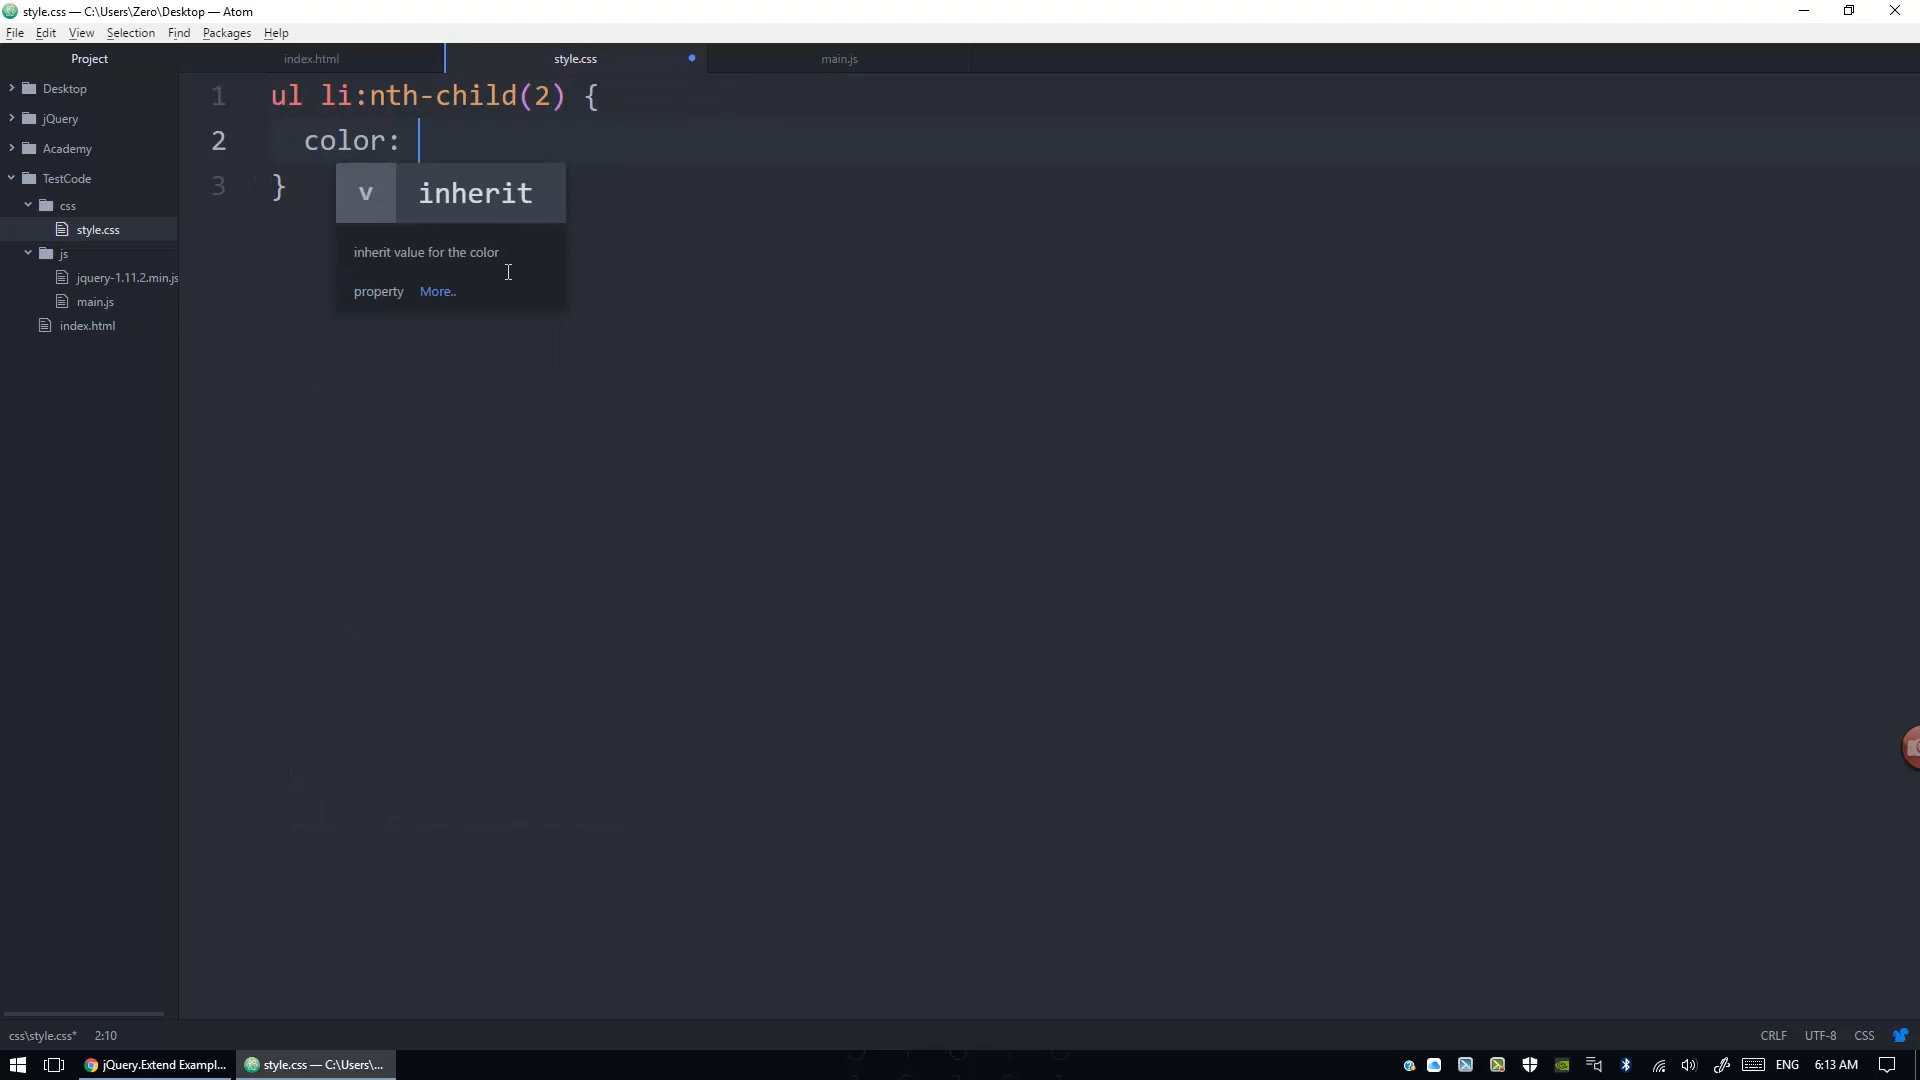 style.css — C:\Users\Zero\Desktop — Atom
File Edit View Selection Find Packages Help
Project
index.html
style.css
main.js
Desktop
jQuery
Academy
TestCode
css
style.css
js
jquery-1.11.2.min.js
main.js
index.html
1 ul li:nth-child(2) {
2 color:
3 }
v inherit
inherit value for the color
property More..
css\style.css* 2:10
CRLF UTF-8 CSS
jQuery.Extend Exampl...
style.css — C:\Users\...
ENG 6:13 AM